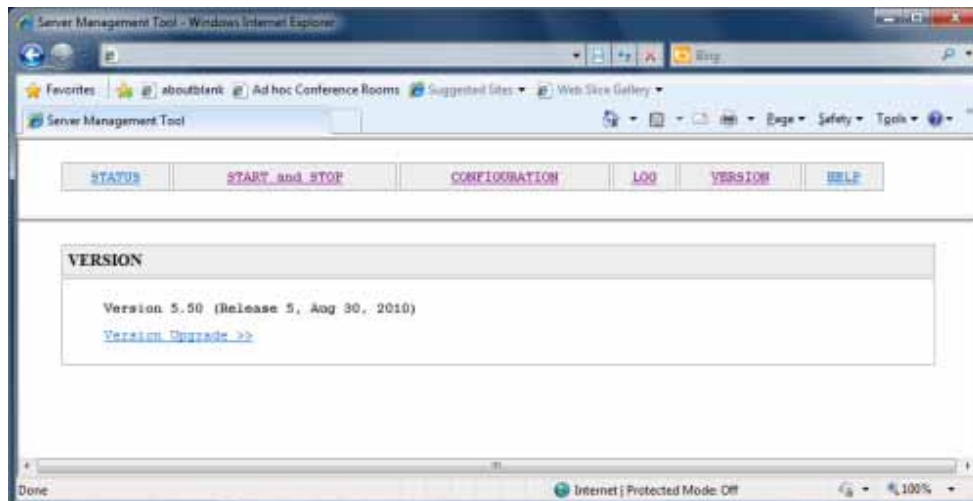 Server Management Tool - Windows Internet Explorer
Bing
Favorites aboutblank Ad hoc Conference Rooms Suggested Sites Web Slice Gallery
Server Management Tool Page Safety Tools
STATUS START and STOP CONFIGURATION LOG VERSION HELP
VERSION
Version 5.50 (Release 5, Aug 30, 2010)
Version Upgrade >>
Done Internet | Protected Mode: Off 100%